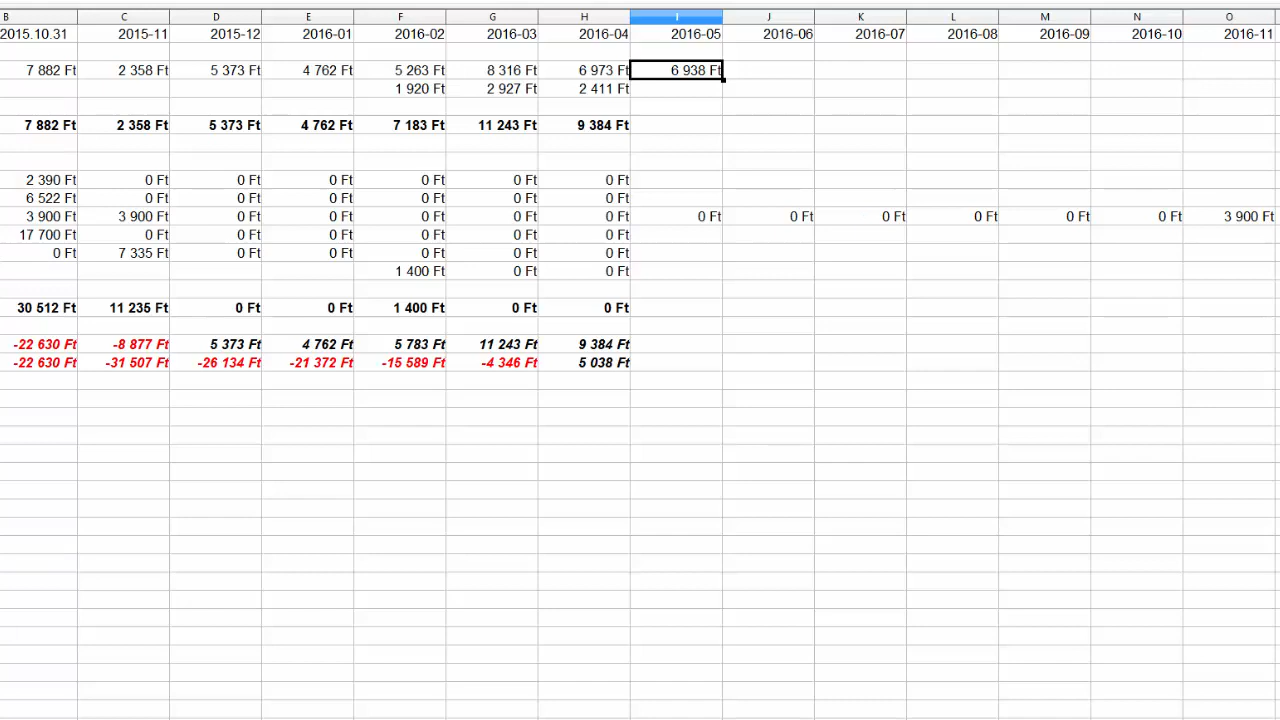 B C D E F G H I J K L M N O
2015.10.31 2015-11 2015-12 2016-01 2016-02 2016-03 2016-04 2016-05 2016-06 2016-07 2016-08 2016-09 2016-10 2016-11
7 882 Ft 2 358 Ft 5 373 Ft 4 762 Ft 5 263 Ft 8 316 Ft 6 973 Ft 6 938 Ft
1 920 Ft 2 927 Ft 2 411 Ft
7 882 Ft 2 358 Ft 5 373 Ft 4 762 Ft 7 183 Ft 11 243 Ft 9 384 Ft
2 390 Ft 0 Ft 0 Ft 0 Ft 0 Ft 0 Ft 0 Ft
6 522 Ft 0 Ft 0 Ft 0 Ft 0 Ft 0 Ft 0 Ft
3 900 Ft 3 900 Ft 0 Ft 0 Ft 0 Ft 0 Ft 0 Ft 0 Ft 0 Ft 0 Ft 0 Ft 0 Ft 0 Ft 3 900 Ft
17 700 Ft 0 Ft 0 Ft 0 Ft 0 Ft 0 Ft 0 Ft
0 Ft 7 335 Ft 0 Ft 0 Ft 0 Ft 0 Ft 0 Ft
1 400 Ft 0 Ft 0 Ft
30 512 Ft 11 235 Ft 0 Ft 0 Ft 1 400 Ft 0 Ft 0 Ft
-22 630 Ft -8 877 Ft 5 373 Ft 4 762 Ft 5 783 Ft 11 243 Ft 9 384 Ft
-22 630 Ft -31 507 Ft -26 134 Ft -21 372 Ft -15 589 Ft -4 346 Ft 5 038 Ft